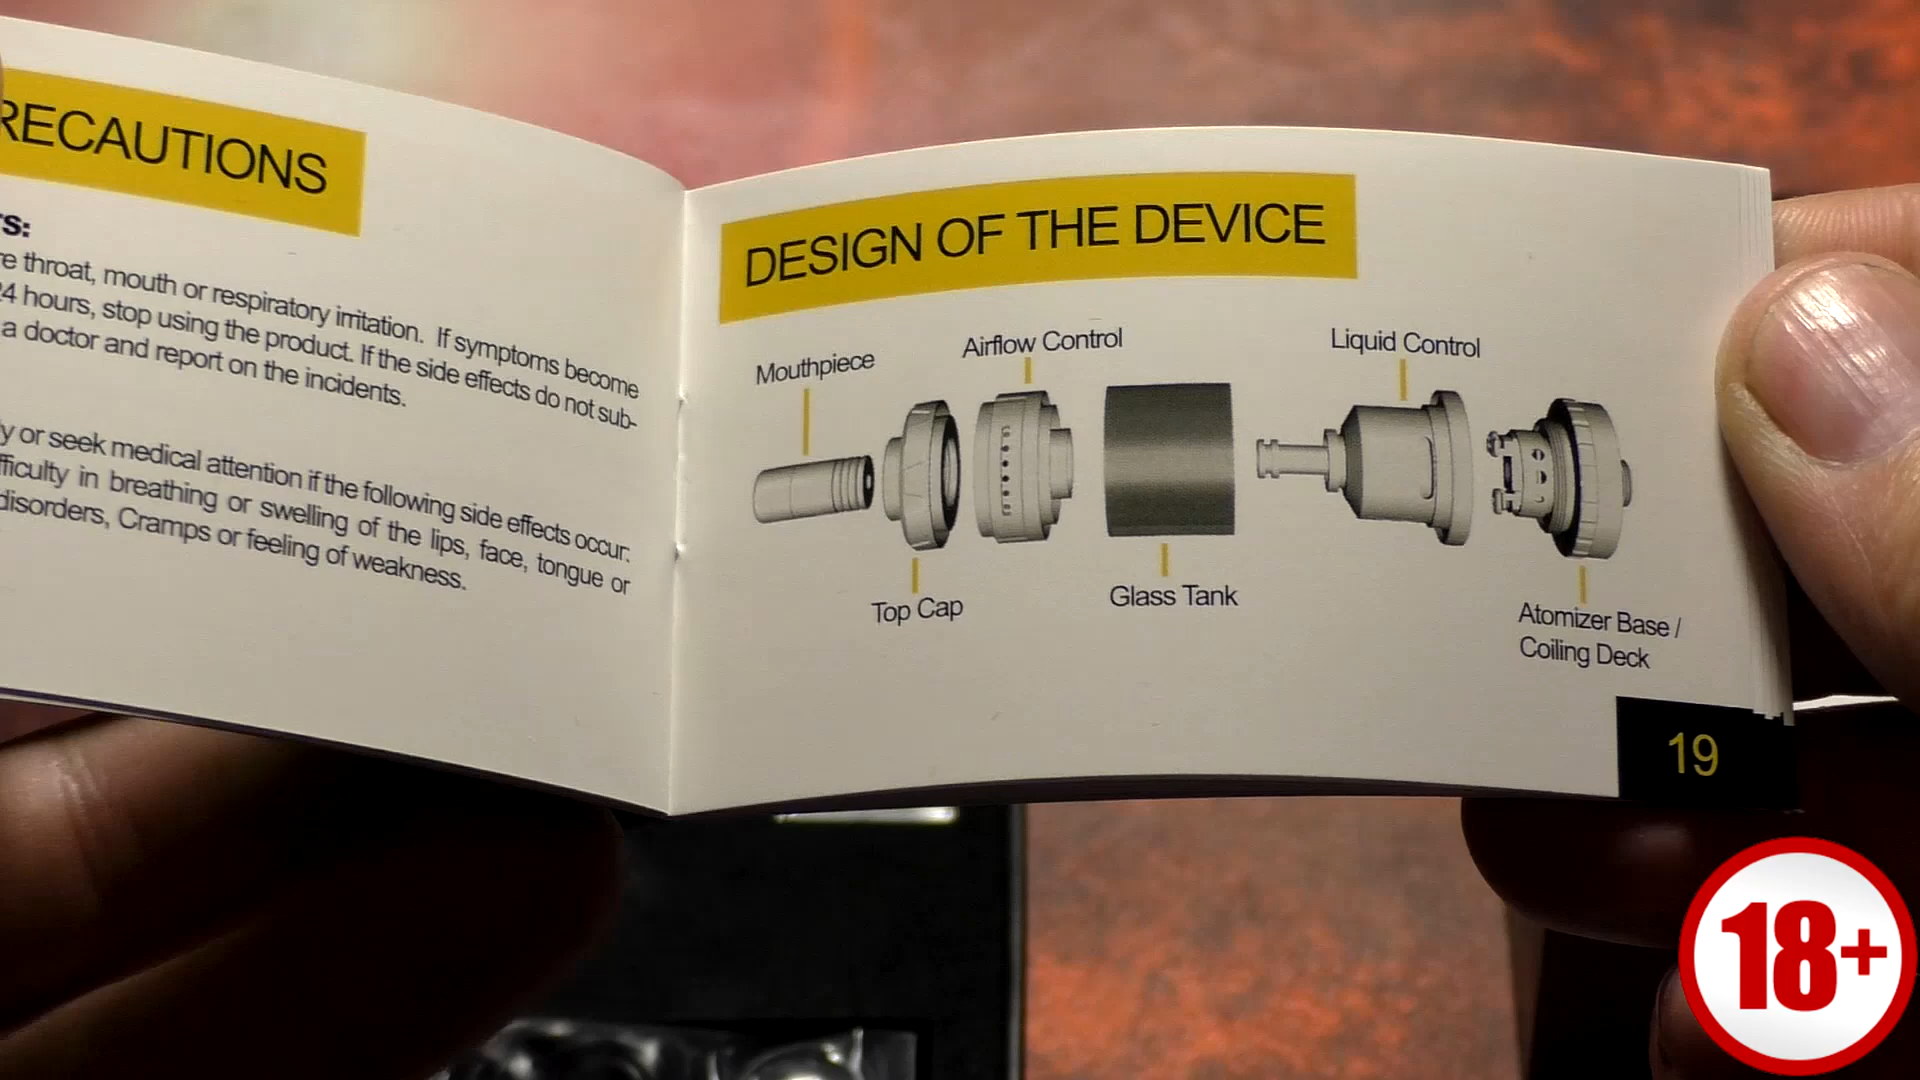 RECAUTIONS
re throat, mouth or respiratory irritation. If symptoms become
24 hours, stop using the product. If the side effects do not sub-
a doctor and report on the incidents.
y or seek medical attention if the following side effects occur:
fficulty in breathing or swelling of the lips, face, tongue or
disorders, Cramps or feeling of weakness.
DESIGN OF THE DEVICE
Mouthpiece
Airflow Control
Liquid Control
Top Cap
Glass Tank
Atomizer Base /
Coiling Deck
19
18+